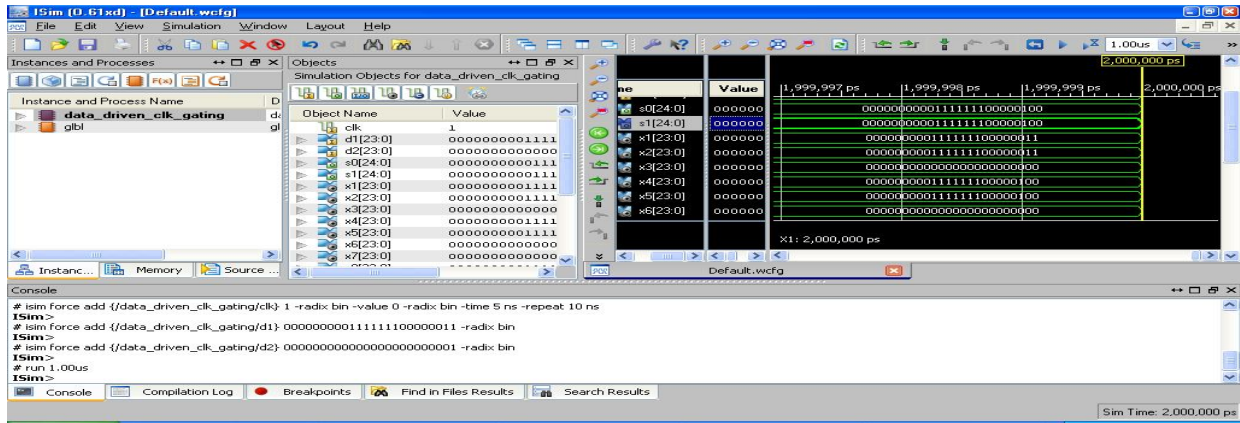 ISim (O.61xd) - [Default.wcfg]
File Edit View Simulation Window Layout Help
1.00us
Instances and Processes
Objects
2,000,000 ps
Simulation Objects for data_driven_clk_gating
Instance and Process Name D
data_driven_clk_gating
glbl gl
Object Name Value
clk 1
d1[23:0] 0000000001111
d2[23:0] 0000000000000
s0[24:0] 0000000000111
s1[24:0] 0000000000111
x1[23:0] 0000000001111
x2[23:0] 0000000001111
x3[23:0] 0000000000000
x4[23:0] 0000000001111
x5[23:0] 0000000001111
x6[23:0] 0000000000000
x7[23:0] 0000000000000
me Value 1,999,997 ps 1,999,998 ps 1,999,999 ps 2,000,000 ps
s0[24:0] 000000 0000000000111111100000100
s1[24:0] 000000 0000000000111111100000100
x1[23:0] 000000 000000000111111100000011
x2[23:0] 000000 000000000111111100000011
x3[23:0] 000000 000000000000000000000000
x4[23:0] 000000 000000000111111100000100
x5[23:0] 000000 000000000111111100000100
x6[23:0] 000000 000000000000000000000000
X1: 2,000,000 ps
Instanc... Memory Source ...
Default.wcfg
Console
# isim force add {/data_driven_clk_gating/clk} 1 -radix bin -value 0 -radix bin -time 5 ns -repeat 10 ns
ISim>
# isim force add {/data_driven_clk_gating/d1} 000000000111111100000011 -radix bin
ISim>
# isim force add {/data_driven_clk_gating/d2} 000000000000000000000001 -radix bin
ISim>
# run 1.00us
ISim>
Console Compilation Log Breakpoints Find in Files Results Search Results
Sim Time: 2,000,000 ps